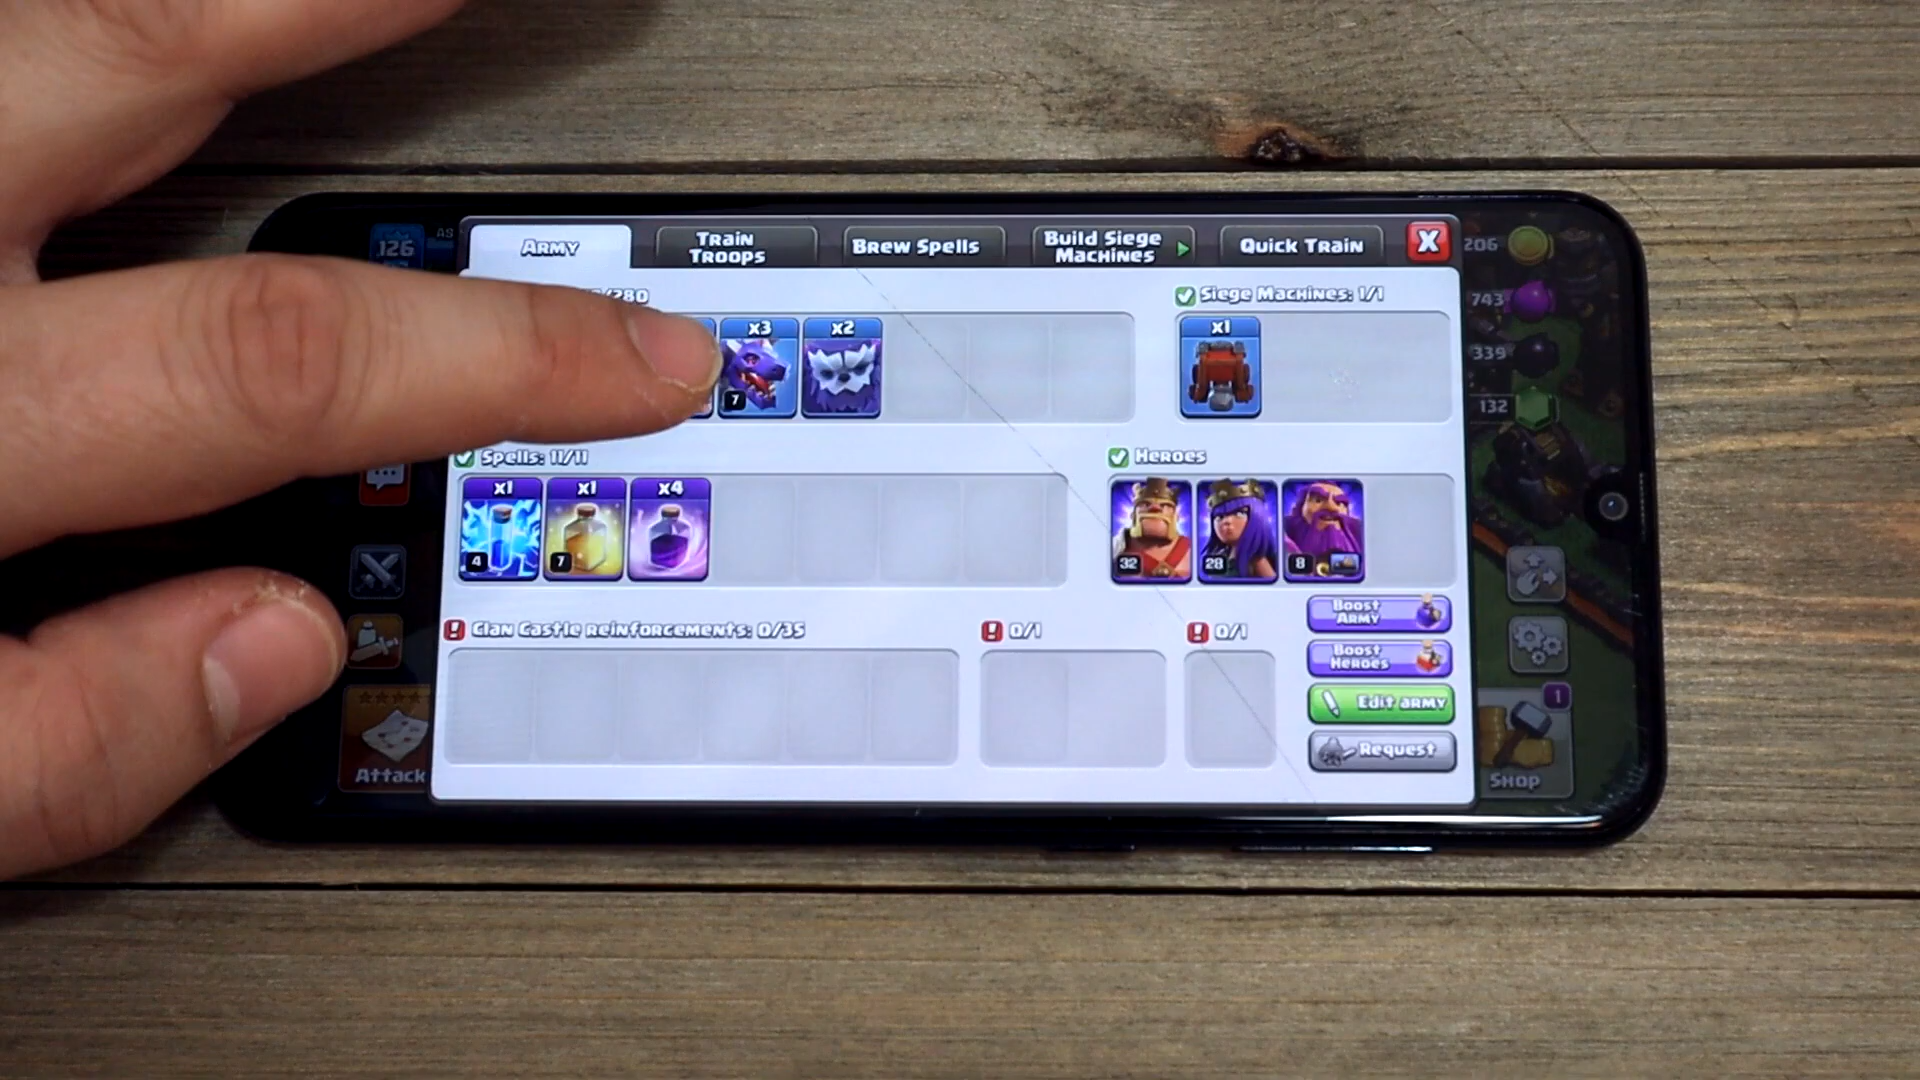 126
AS
Army
Train Troops
Brew Spells
Build Siege Machines
Quick Train
X
206
/280
Siege Machines: 1/1
743
x3
x2
x1
339
7
132
Spells: 11/11
Heroes
x1
x1
x4
4
7
32
28
8
Clan Castle reinforcements: 0/35
0/1
0/1
Boost Army
Boost Heroes
Edit army
1
Request
Attack
Shop